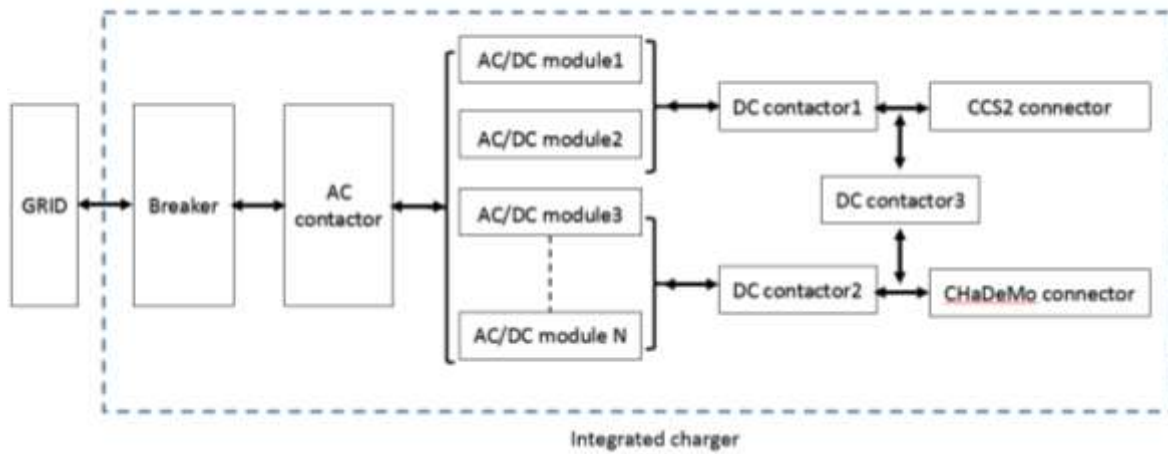 GRID
Breaker
AC
contactor
AC/DC module1
AC/DC module2
AC/DC module3
AC/DC module N
DC contactor1
DC contactor2
CCS2 connector
DC contactor3
CHaDeMo connector
Integrated charger